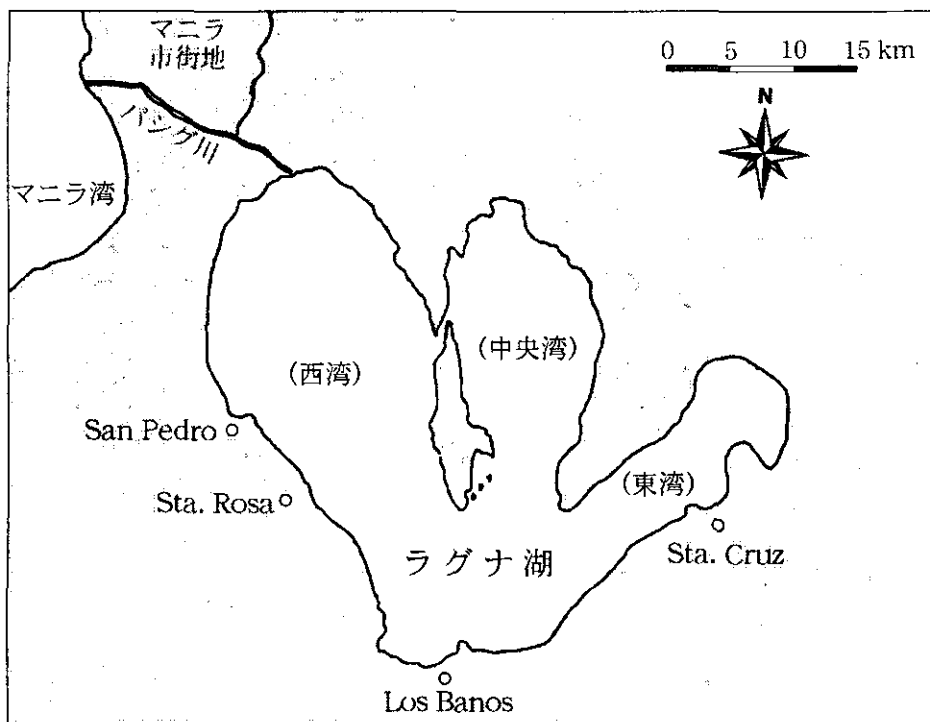 マニラ
市街地
0 5 10 15 km
N
パシグ川
マニラ湾
(西湾)
(中央湾)
San Pedro
Sta. Rosa
(東湾)
Sta. Cruz
ラグナ湖
Los Banos